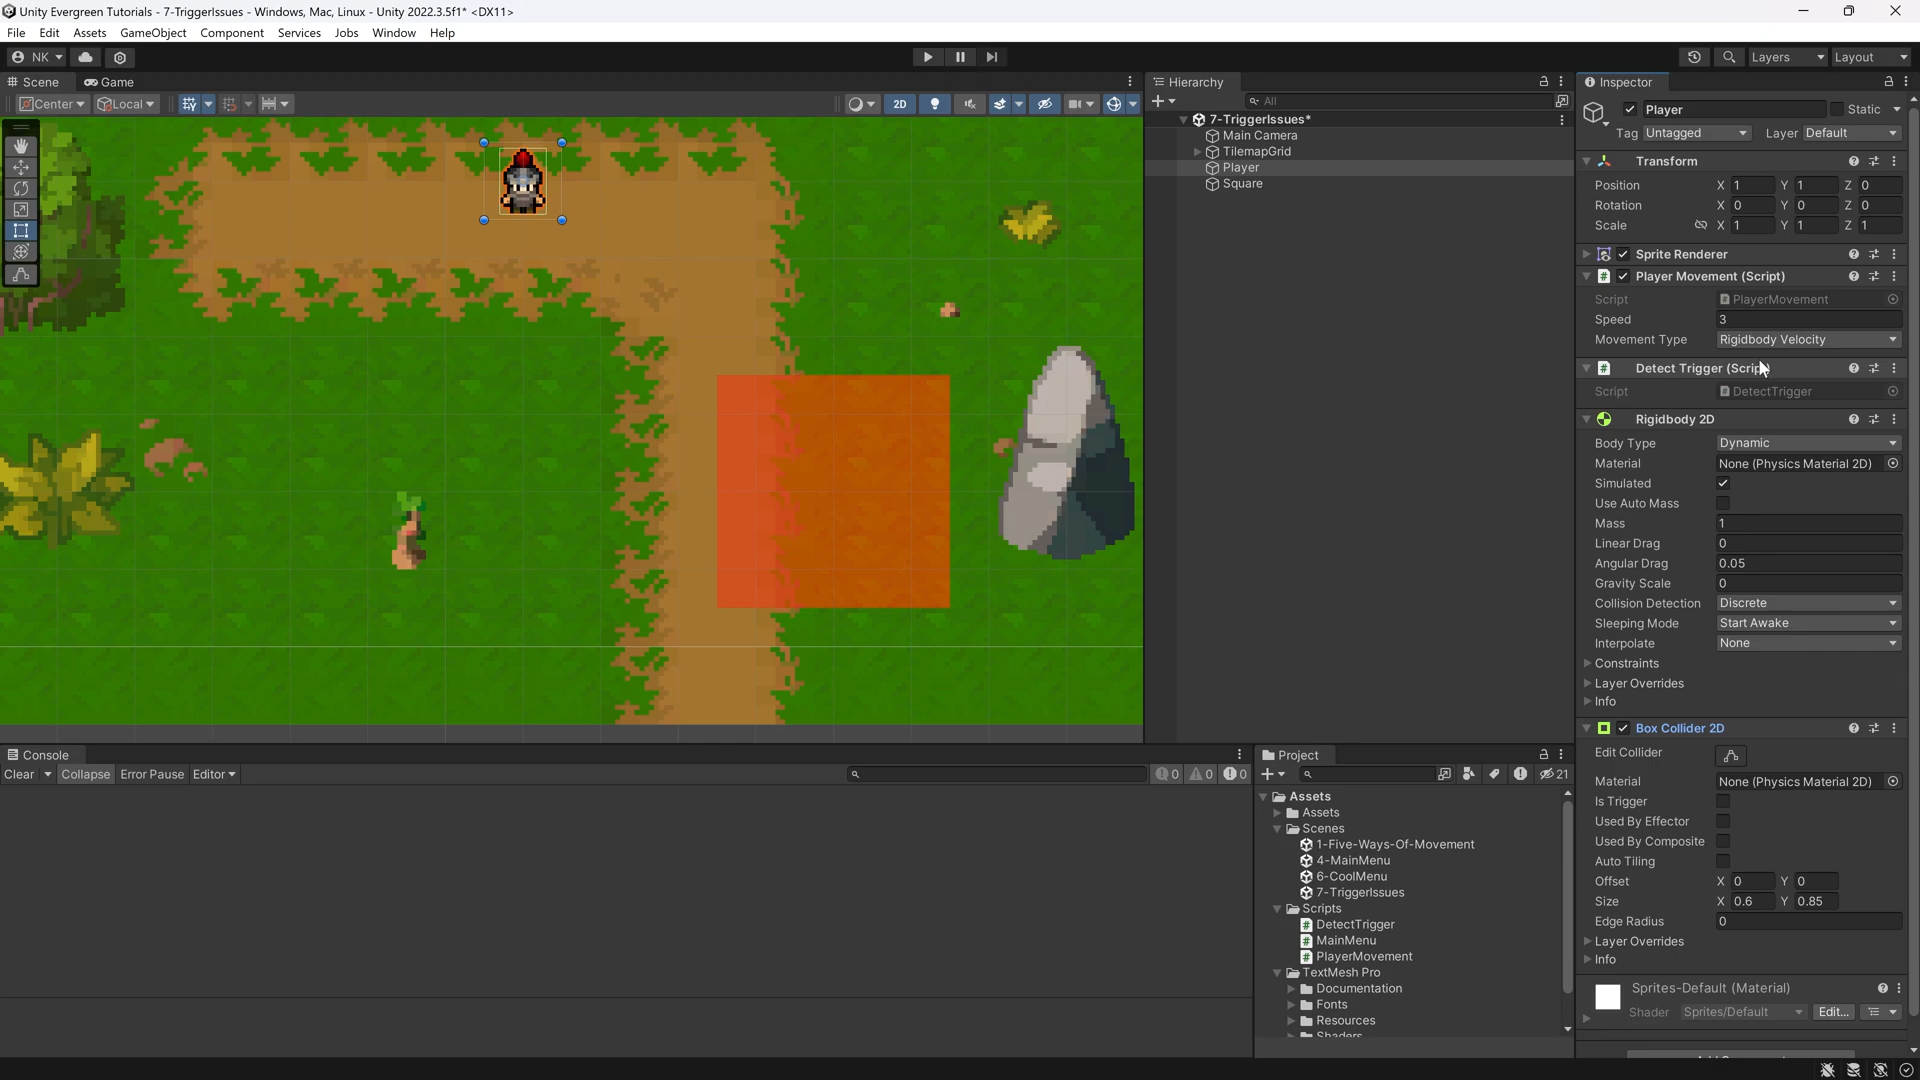 Unity Evergreen Tutorials - 7-TriggerIssues - Windows, Mac, Linux - Unity 2022.3.5f1* <DX11>
File Edit Assets GameObject Component Services Jobs Window Help
NK Layers Layout
Scene Game
Center Local 2D
Hierarchy
All
7-TriggerIssues*
Main Camera
TilemapGrid
Player
Square
Inspector
Player Static
Tag Untagged Layer Default
Transform
Position X 1 Y 1 Z 0
Rotation X 0 Y 0 Z 0
Scale X 1 Y 1 Z 1
Sprite Renderer
Player Movement (Script)
Script PlayerMovement
Speed 3
Movement Type Rigidbody Velocity
Detect Trigger (Script)
Script DetectTrigger
Rigidbody 2D
Body Type Dynamic
Material None (Physics Material 2D)
Simulated
Use Auto Mass
Mass 1
Linear Drag 0
Angular Drag 0.05
Gravity Scale 0
Collision Detection Discrete
Sleeping Mode Start Awake
Interpolate None
Constraints
Layer Overrides
Info
Box Collider 2D
Edit Collider
Material None (Physics Material 2D)
Is Trigger
Used By Effector
Used By Composite
Auto Tiling
Offset X 0 Y 0
Size X 0.6 Y 0.85
Edge Radius 0
Layer Overrides
Info
Sprites-Default (Material)
Shader Sprites/Default Edit...
Console
Clear Collapse Error Pause Editor 0 0 0
Project
21
Assets
Assets
Scenes
1-Five-Ways-Of-Movement
4-MainMenu
6-CoolMenu
7-TriggerIssues
Scripts
DetectTrigger
MainMenu
PlayerMovement
TextMesh Pro
Documentation
Fonts
Resources
Shaders